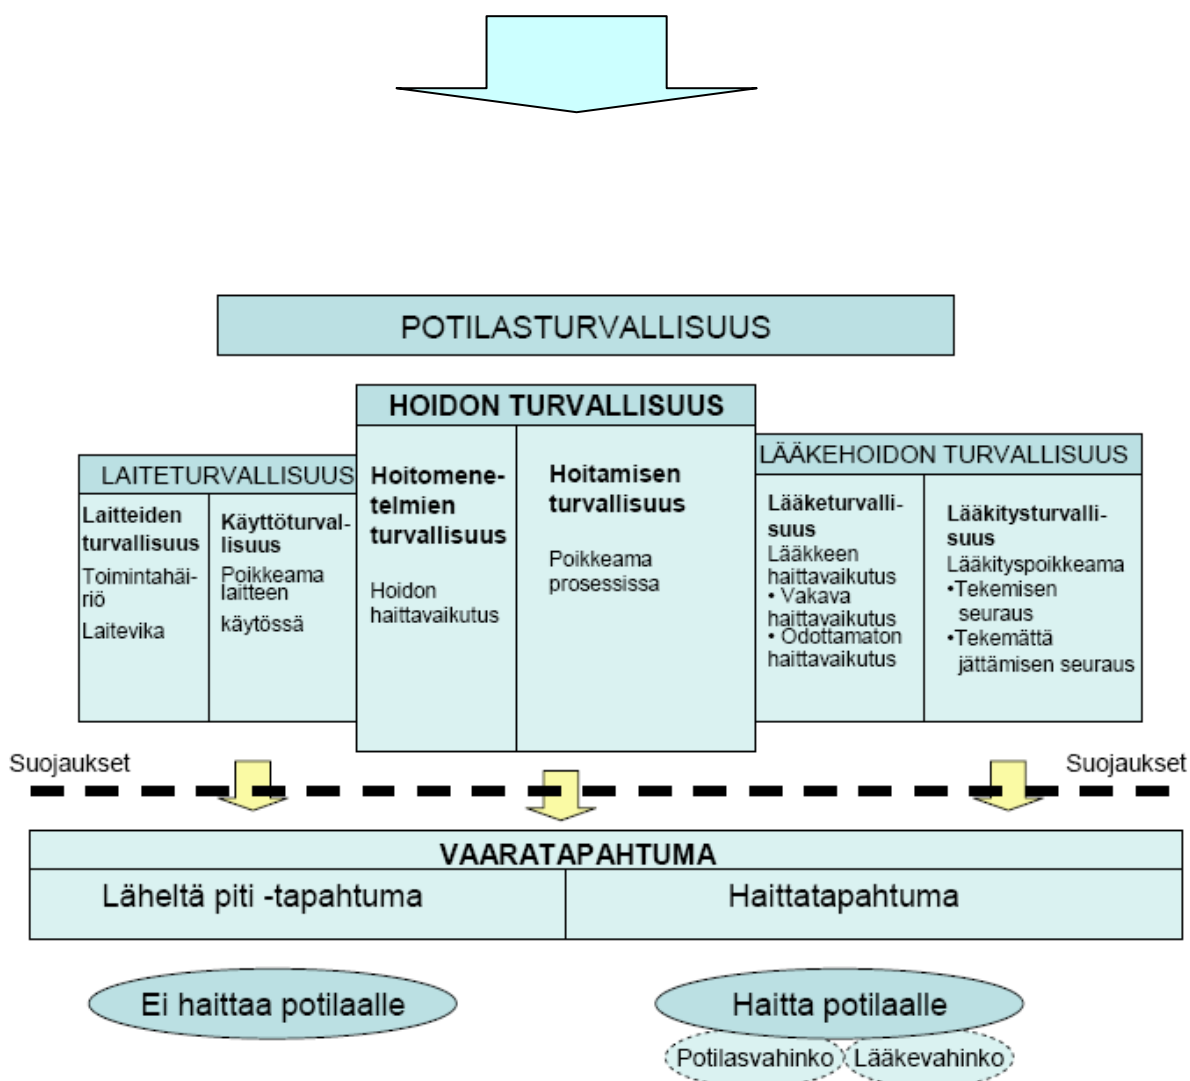 POTILASTURVALLISUUS
HOIDON TURVALLISUUS
LAITETURVALLISUUS
LÄÄKEHOIDON TURVALLISUUS
Laitteiden
turvallisuus
Toimintahäi-
riö
Laitevika
Käyttöturval-
lisuus
Poikkeama
laitteen
käytössä
Hoitomene-
telmien
turvallisuus
Hoidon
haittavaikutus
Hoitamisen
turvallisuus
Poikkeama
prosessissa
Lääketurvalli-
suus
Lääkkeen
haittavaikutus
• Vakava
haittavaikutus
• Odottamaton
haittavaikutus
Lääkitysturvalli-
suus
Lääkityspoikkeama
•Tekemisen
seuraus
•Tekemättä
jättämisen seuraus
Suojaukset
Suojaukset
VAARATAPAHTUMA
Läheltä piti -tapahtuma
Haittatapahtuma
Ei haittaa potilaalle
Haitta potilaalle
Potilasvahinko
Lääkevahinko